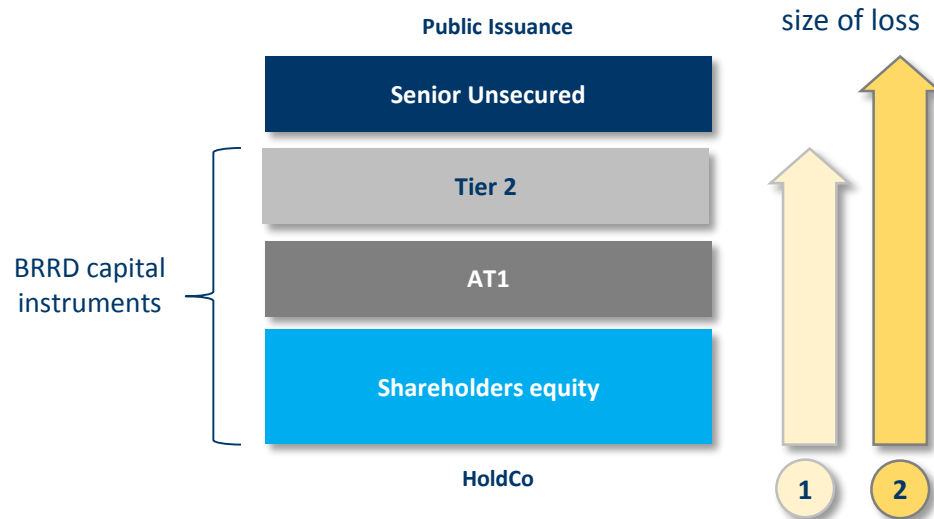 Public Issuance
size of loss
Senior Unsecured
Tier 2
BRRD capital
instruments
AT1
Shareholders equity
HoldCo
1
2